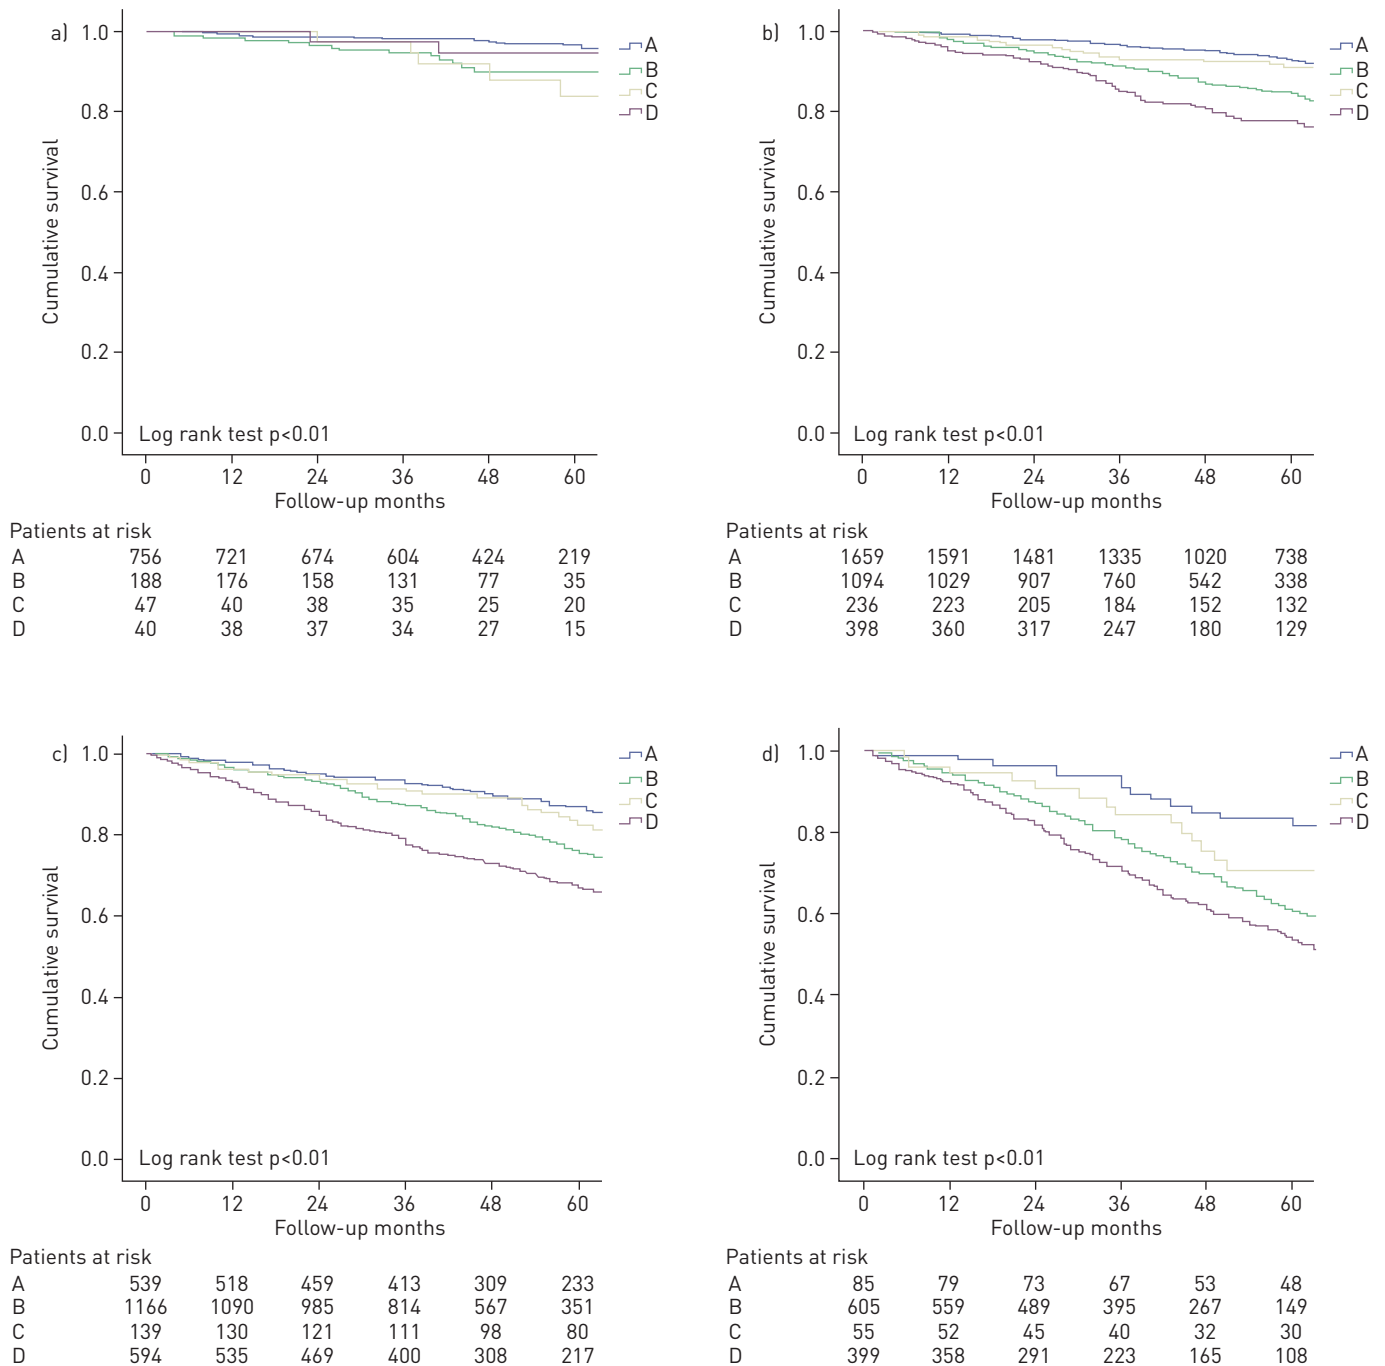 a)
1.0
0.8
0.6
0.4
0.2
0.0
Cumulative survival
A
B
C
D
Log rank test p<0.01
0 12 24 36 48 60
Follow-up months
Patients at risk
A 756 721 674 604 424 219
B 188 176 158 131 77 35
C 47 40 38 35 25 20
D 40 38 37 34 27 15
b)
1.0
0.8
0.6
0.4
0.2
0.0
Cumulative survival
A
B
C
D
Log rank test p<0.01
0 12 24 36 48 60
Follow-up months
Patients at risk
A 1659 1591 1481 1335 1020 738
B 1094 1029 907 760 542 338
C 236 223 205 184 152 132
D 398 360 317 247 180 129
c)
1.0
0.8
0.6
0.4
0.2
0.0
Cumulative survival
A
B
C
D
Log rank test p<0.01
0 12 24 36 48 60
Follow-up months
Patients at risk
A 539 518 459 413 309 233
B 1166 1090 985 814 567 351
C 139 130 121 111 98 80
D 594 535 469 400 308 217
d)
1.0
0.8
0.6
0.4
0.2
0.0
Cumulative survival
A
B
C
D
Log rank test p<0.01
0 12 24 36 48 60
Follow-up months
Patients at risk
A 85 79 73 67 53 48
B 605 559 489 395 267 149
C 55 52 45 40 32 30
D 399 358 291 223 165 108